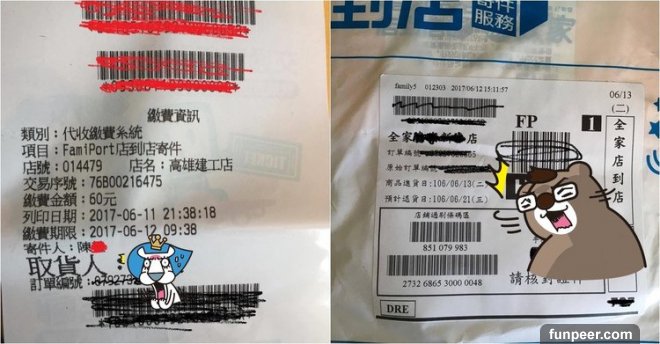 繳費資訊
類別：代收繳費系統
項目：FamiPort店到店寄件
店號：014479 店名：高雄建工店
交易序號：76B00216475
繳費金額：60元
列印日期：2017-06-11 21:38:18
繳費期限：2017-06-12 09:38
寄件人：陳
取貨人：
訂單編號：
TICKET
到店
寄件
服務
家
family5 012303 2017/06/12 15:11:57
06/13
(二)
全家店到店
FP
1
全家 店
訂單編號
原始訂單編號
商品進貨日:106/06/13(二)
預計退貨日:106/06/21(三)
店鋪過刷條碼區
851 079 983
2732 6865 3000 0048
請核對證件
DRE
funpeer.com